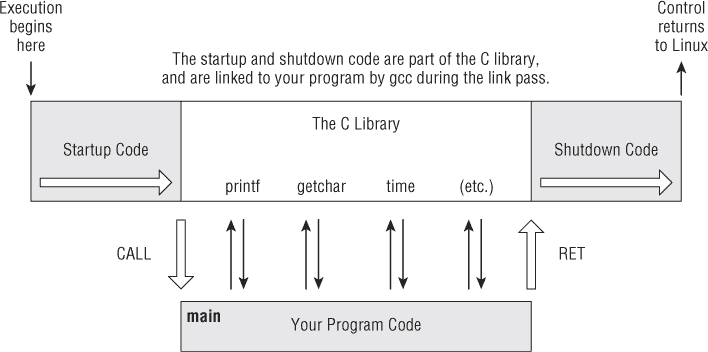 Execution
begins
here
Control
returns
to Linux
The startup and shutdown code are part of the C library,
and are linked to your program by gcc during the link pass.
Startup Code
The C Library
Shutdown Code
printf
getchar
time
(etc.)
CALL
RET
main
Your Program Code